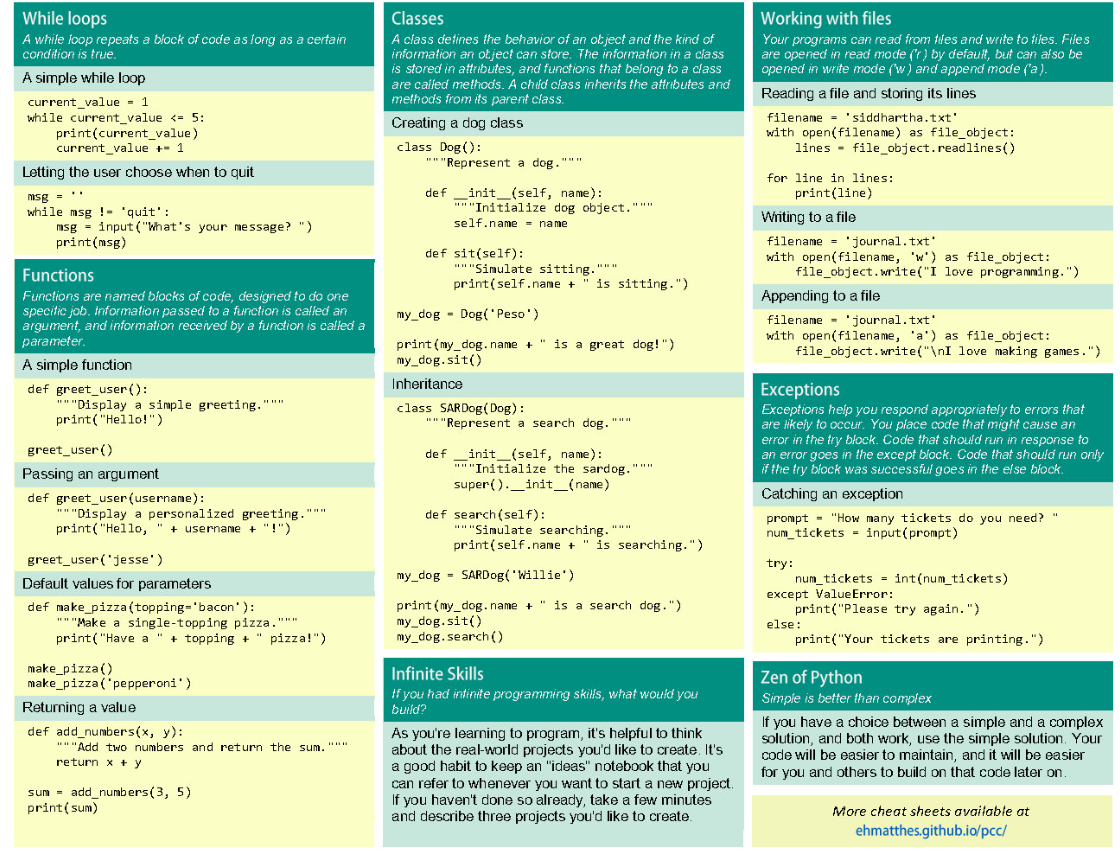 While loops
A while loop repeats a block of code as long as a certain
condition is true.
A simple while loop
current_value = 1
while current_value <= 5:
    print(current_value)
    current_value += 1
Letting the user choose when to quit
msg = ''
while msg != 'quit':
    msg = input("What's your message? ")
    print(msg)
Functions
Functions are named blocks of code, designed to do one
specific job. Information passed to a function is called an
argument, and information received by a function is called a
parameter.
A simple function
def greet_user():
    """Display a simple greeting."""
    print("Hello!")
greet_user()
Passing an argument
def greet_user(username):
    """Display a personalized greeting."""
    print("Hello, " + username + "!")
greet_user('jesse')
Default values for parameters
def make_pizza(topping='bacon'):
    """Make a single-topping pizza."""
    print("Have a " + topping + " pizza!")
make_pizza()
make_pizza('pepperoni')
Returning a value
def add_numbers(x, y):
    """Add two numbers and return the sum."""
    return x + y
sum = add_numbers(3, 5)
print(sum)
Classes
A class defines the behavior of an object and the kind of
information an object can store. The information in a class
is stored in attributes, and functions that belong to a class
are called methods. A child class inherits the attributes and
methods from its parent class.
Creating a dog class
class Dog():
    """Represent a dog."""
    def __init__(self, name):
        """Initialize dog object."""
        self.name = name
    def sit(self):
        """Simulate sitting."""
        print(self.name + " is sitting.")
my_dog = Dog('Peso')
print(my_dog.name + " is a great dog!")
my_dog.sit()
Inheritance
class SARDog(Dog):
    """Represent a search dog."""
    def __init__(self, name):
        """Initialize the sardog."""
        super().__init__(name)
    def search(self):
        """Simulate searching."""
        print(self.name + " is searching.")
my_dog = SARDog('Willie')
print(my_dog.name + " is a search dog.")
my_dog.sit()
my_dog.search()
Infinite Skills
If you had infinite programming skills, what would you
build?
As you're learning to program, it's helpful to think
about the real-world projects you'd like to create. It's
a good habit to keep an "ideas" notebook that you
can refer to whenever you want to start a new project.
If you haven't done so already, take a few minutes
and describe three projects you'd like to create.
Working with files
Your programs can read from files and write to files. Files
are opened in read mode ('r') by default, but can also be
opened in write mode ('w') and append mode ('a').
Reading a file and storing its lines
filename = 'siddhartha.txt'
with open(filename) as file_object:
    lines = file_object.readlines()
for line in lines:
    print(line)
Writing to a file
filename = 'journal.txt'
with open(filename, 'w') as file_object:
    file_object.write("I love programming.")
Appending to a file
filename = 'journal.txt'
with open(filename, 'a') as file_object:
    file_object.write("\nI love making games.")
Exceptions
Exceptions help you respond appropriately to errors that
are likely to occur. You place code that might cause an
error in the try block. Code that should run in response to
an error goes in the except block. Code that should run only
if the try block was successful goes in the else block.
Catching an exception
prompt = "How many tickets do you need? "
num_tickets = input(prompt)
try:
    num_tickets = int(num_tickets)
except ValueError:
    print("Please try again.")
else:
    print("Your tickets are printing.")
Zen of Python
Simple is better than complex
If you have a choice between a simple and a complex
solution, and both work, use the simple solution. Your
code will be easier to maintain, and it will be easier
for you and others to build on that code later on.
More cheat sheets available at
ehmatthes.github.io/pcc/